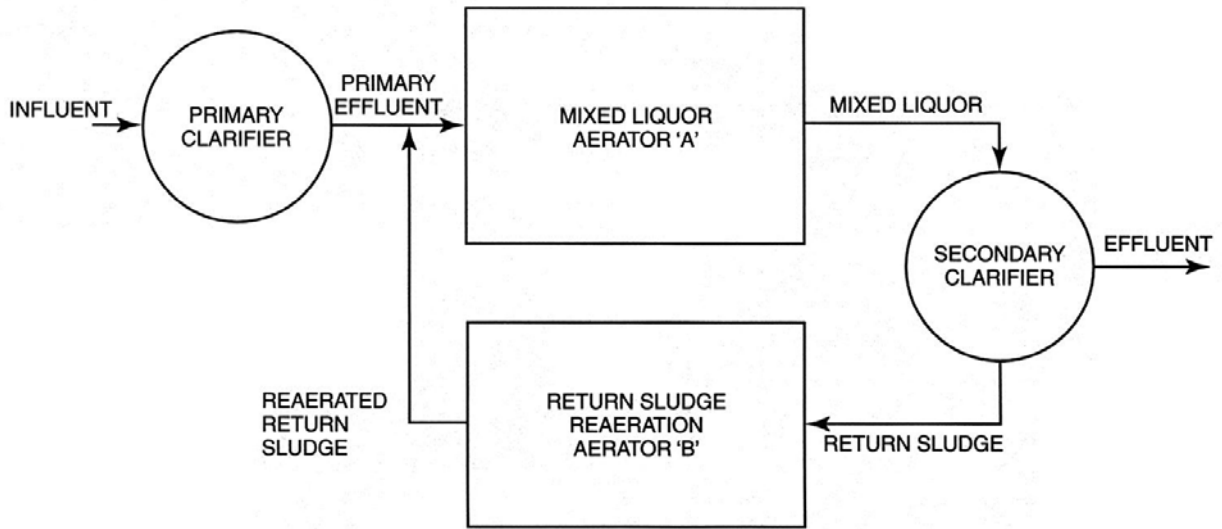 INFLUENT
PRIMARY
CLARIFIER
PRIMARY
EFFLUENT
MIXED LIQUOR
AERATOR 'A'
MIXED LIQUOR
SECONDARY
CLARIFIER
EFFLUENT
RETURN SLUDGE
RETURN SLUDGE
REAERATION
AERATOR 'B'
REAERATED
RETURN
SLUDGE